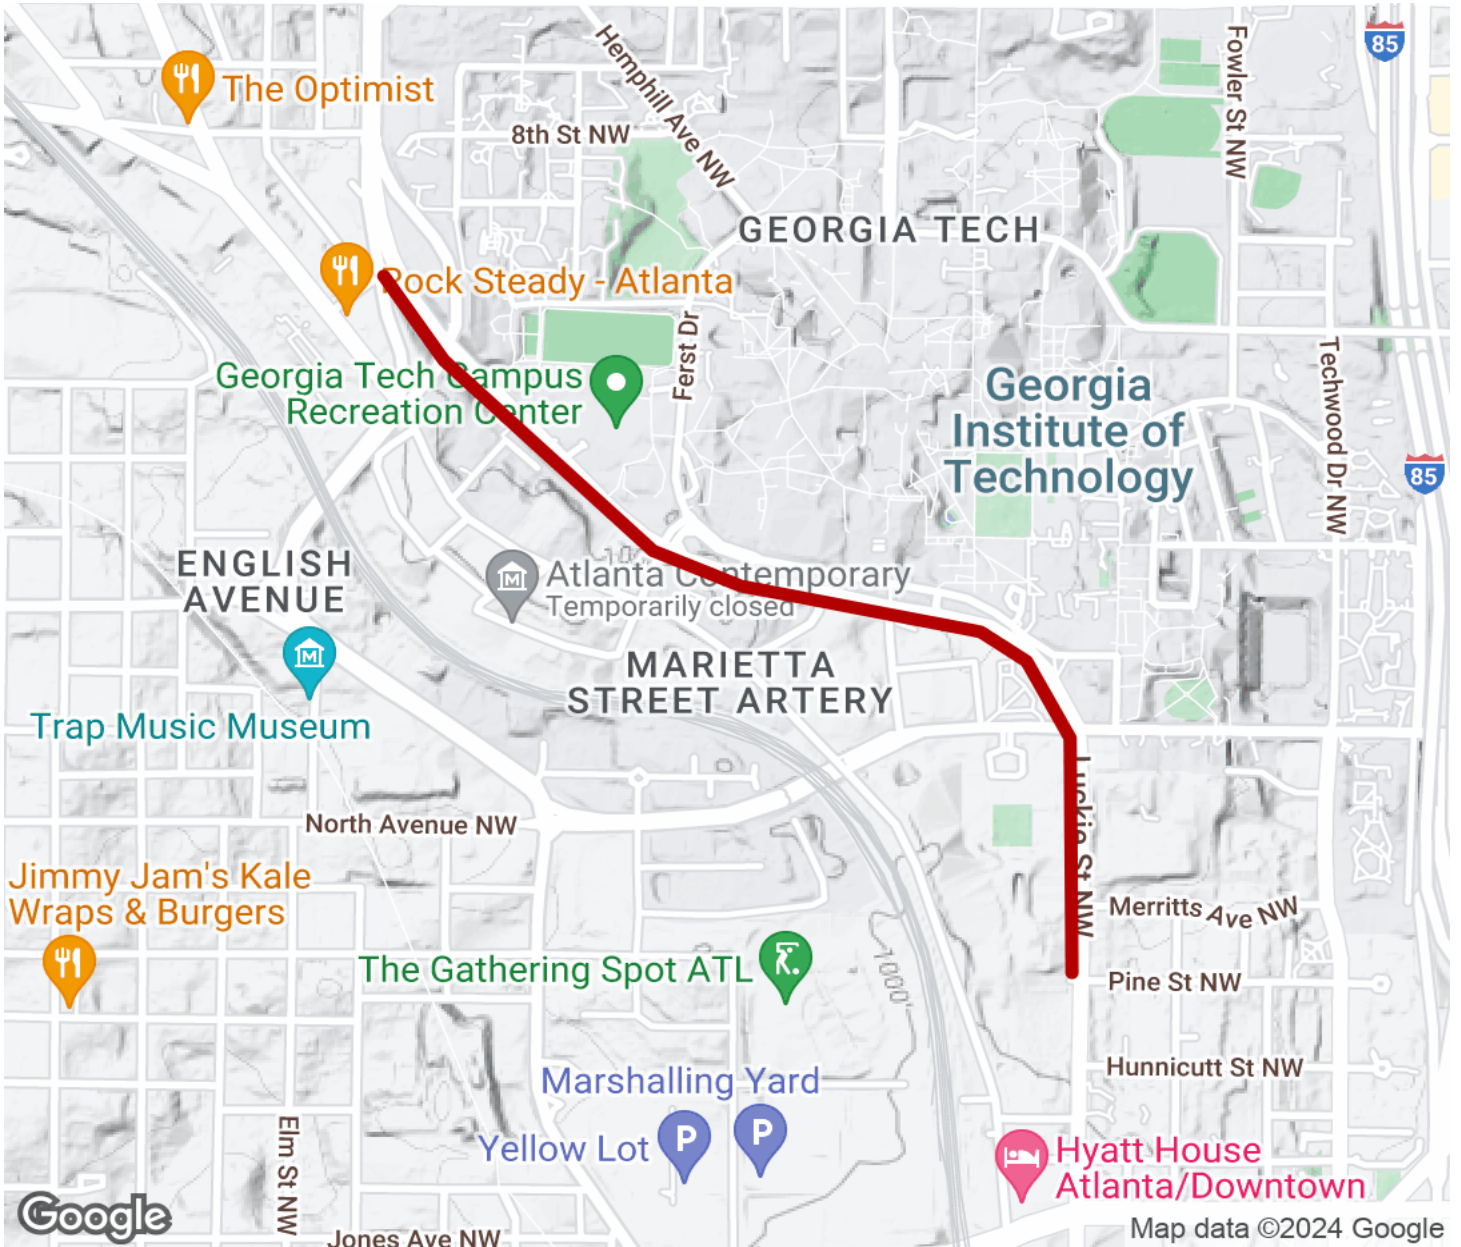 85
Hemphill Ave NW
Fowler St NW
The Optimist
8th St NW
GEORGIA TECH
Rock Steady - Atlanta
Ferst Dr
Techwood Dr NW
Georgia Tech Campus
Recreation Center
Georgia
Institute of
Technology
85
ENGLISH
AVENUE
Atlanta Contemporary
Temporarily closed
MARIETTA
STREET ARTERY
Trap Music Museum
Luckie St NW
North Avenue NW
Jimmy Jam's Kale
Wraps & Burgers
Merritts Ave NW
The Gathering Spot ATL
1000'
Pine St NW
Hunnicutt St NW
Marshalling Yard
Yellow Lot
P
P
Elm St NW
Hyatt House
Atlanta/Downtown
Google
Jones Ave NW
Map data ©2024 Google